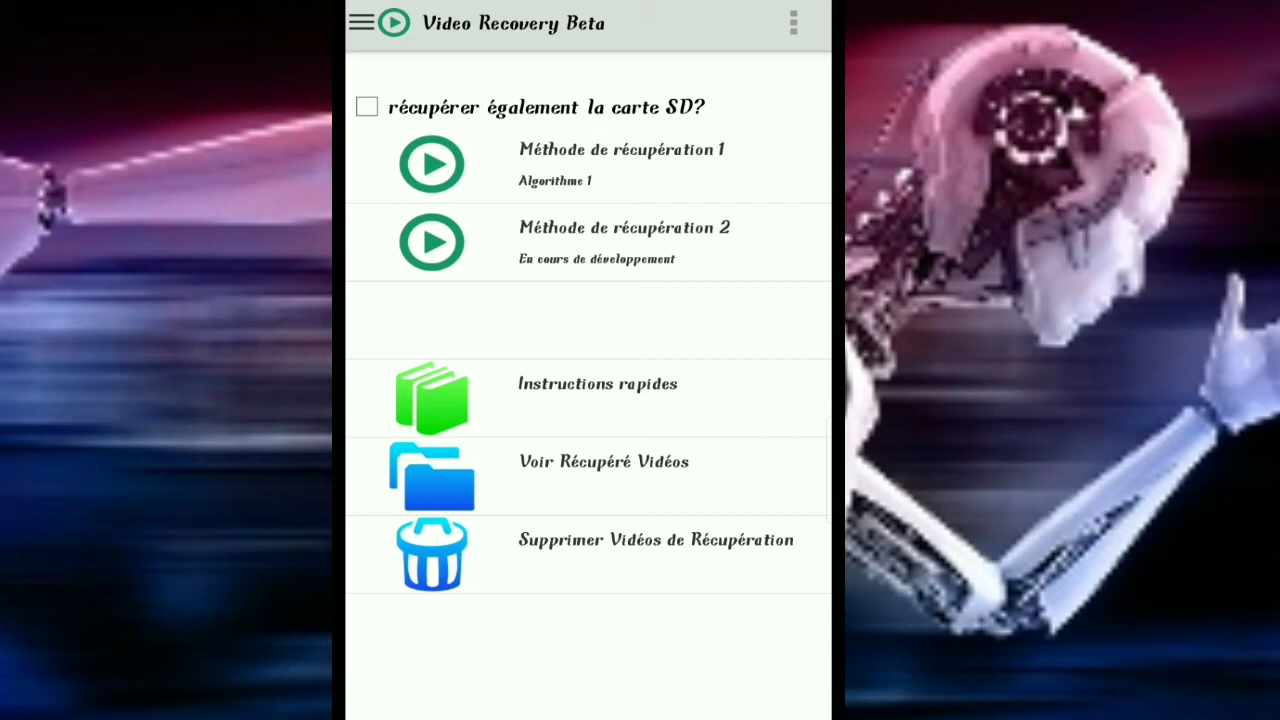 Video Recovery Beta
récupérer également la carte SD?
Méthode de récupération 1
Algorithme 1
Méthode de récupération 2
En cours de développement
Instructions rapides
Voir Récupéré Vidéos
Supprimer Vidéos de Récupération